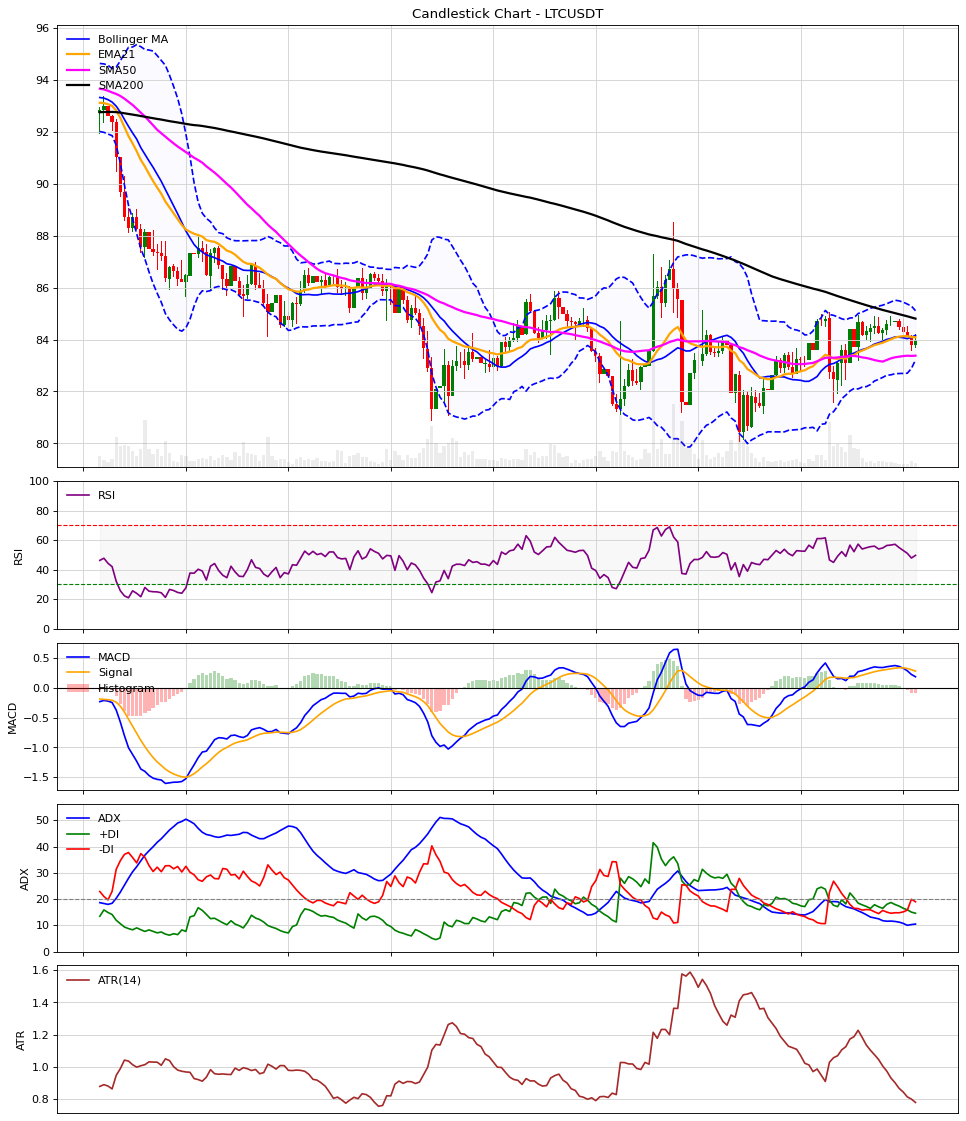 Candlestick Chart - LTCUSDT
96
94
92
90
88
86
84
82
80
Bollinger MA
EMA21
SMA50
SMA200
100
80
60
40
20
0
RSI
RSI
0.5
0.0
−0.5
−1.0
−1.5
MACD
MACD
Signal
Histogram
50
40
30
20
10
0
ADX
ADX
+DI
-DI
1.6
1.4
1.2
1.0
0.8
ATR
ATR(14)